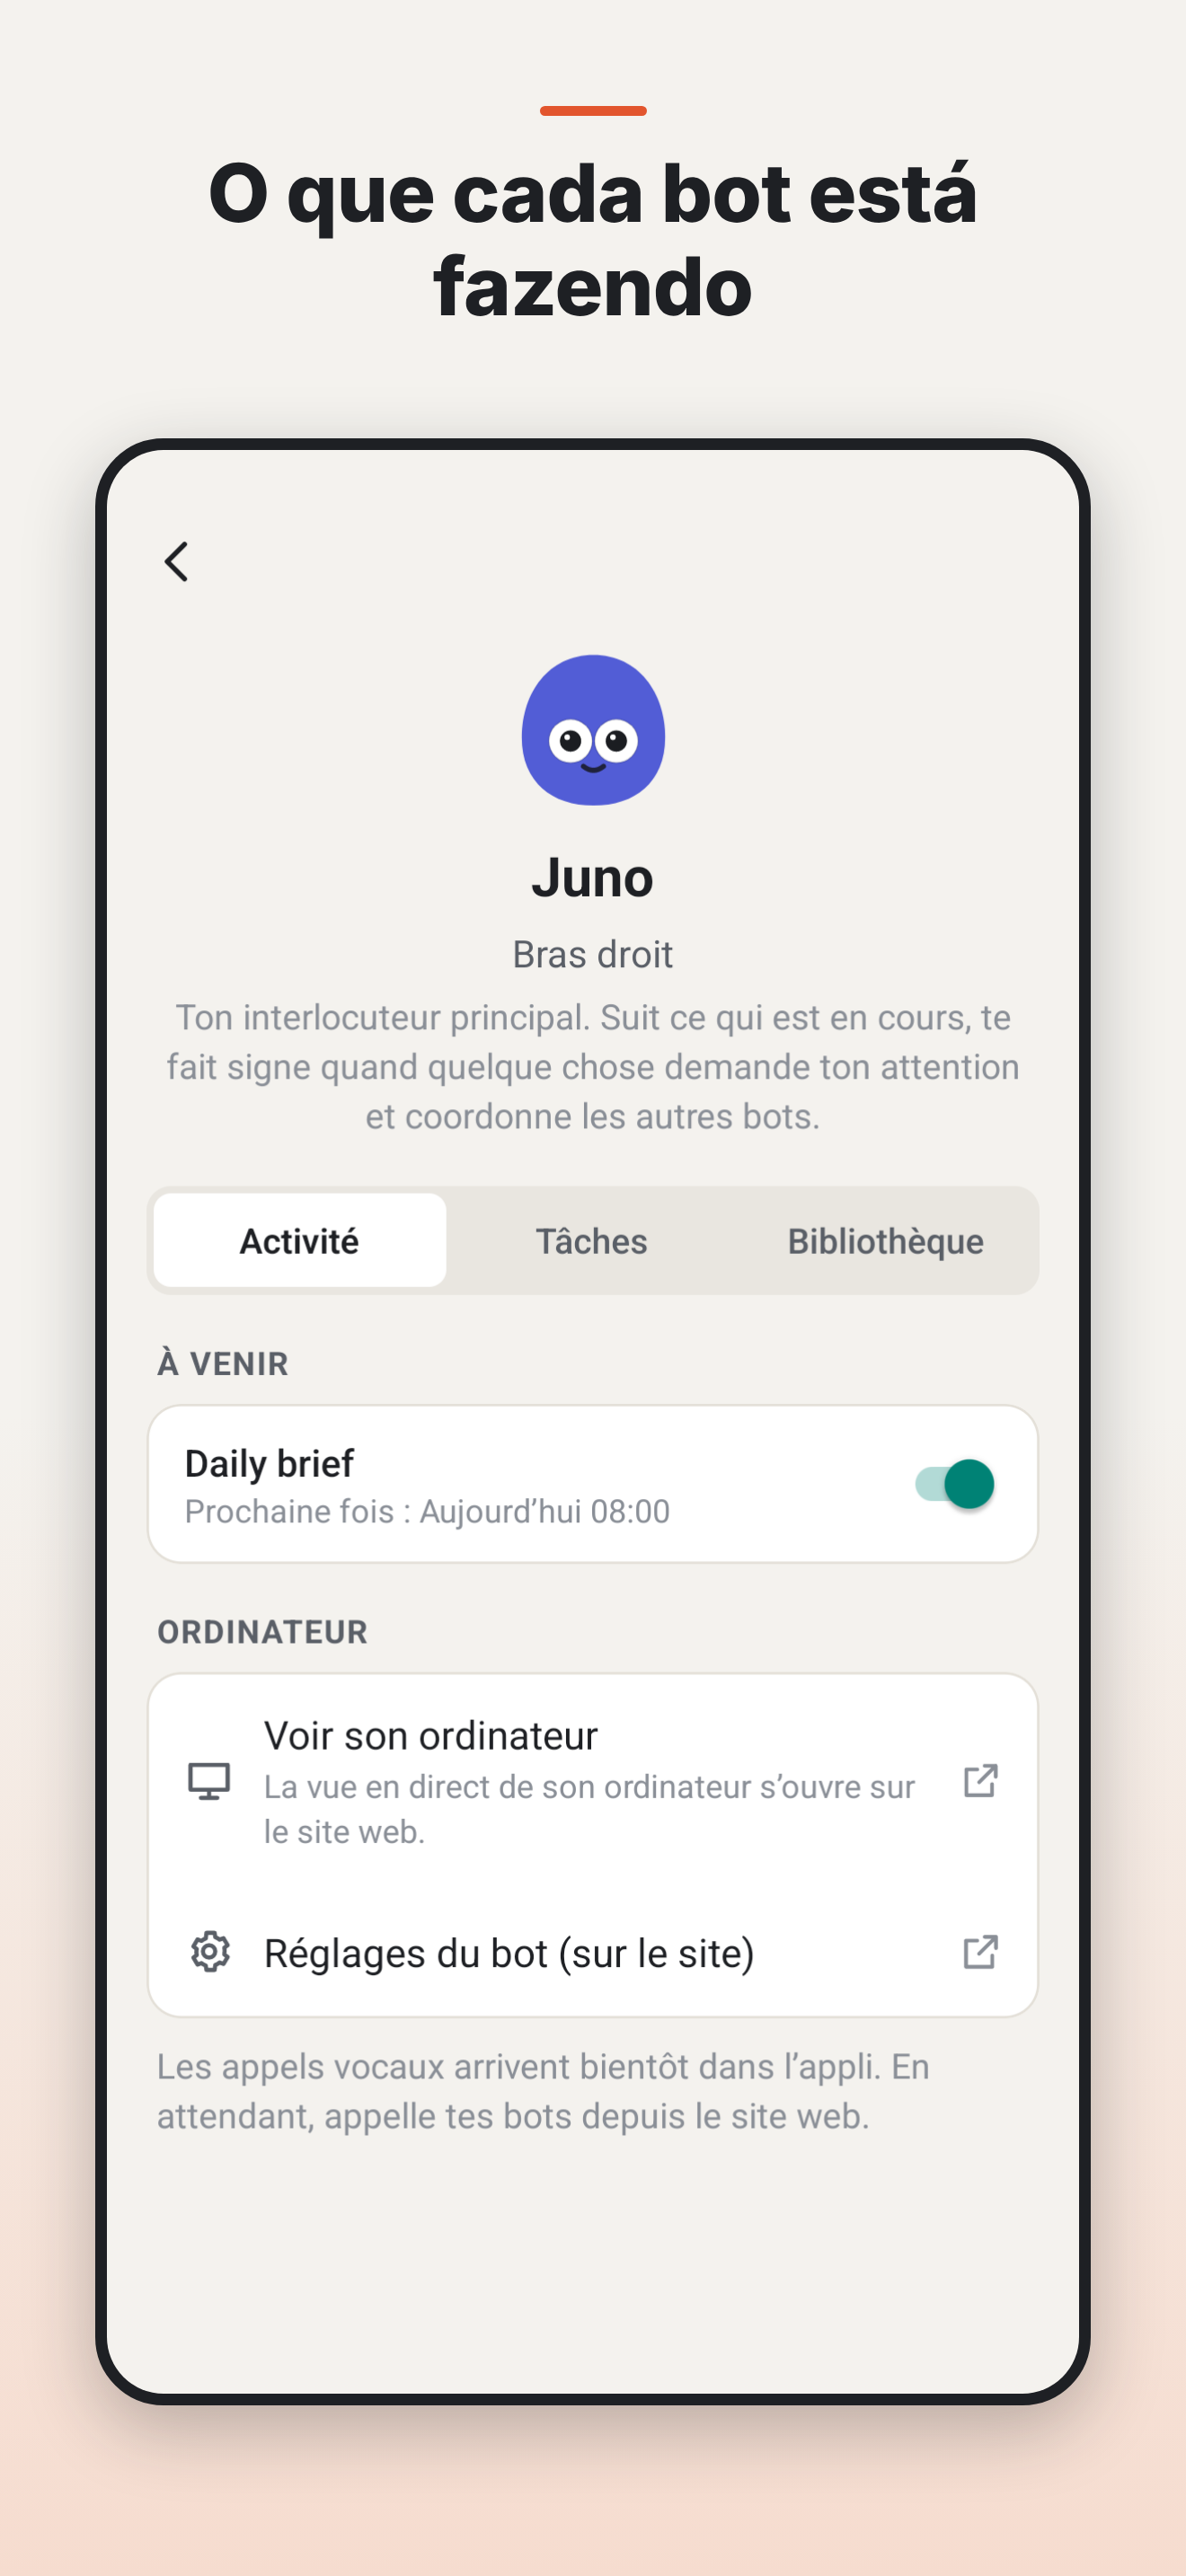 O que cada bot está
fazendo
Juno
Bras droit
Ton interlocuteur principal. Suit ce qui est en cours, te
fait signe quand quelque chose demande ton attention
et coordonne les autres bots.
Activité
Tâches
Bibliothèque
À VENIR
Daily brief
Prochaine fois : Aujourd’hui 08:00
ORDINATEUR
Voir son ordinateur
La vue en direct de son ordinateur s’ouvre sur
le site web.
Réglages du bot (sur le site)
Les appels vocaux arrivent bientôt dans l’appli. En
attendant, appelle tes bots depuis le site web.